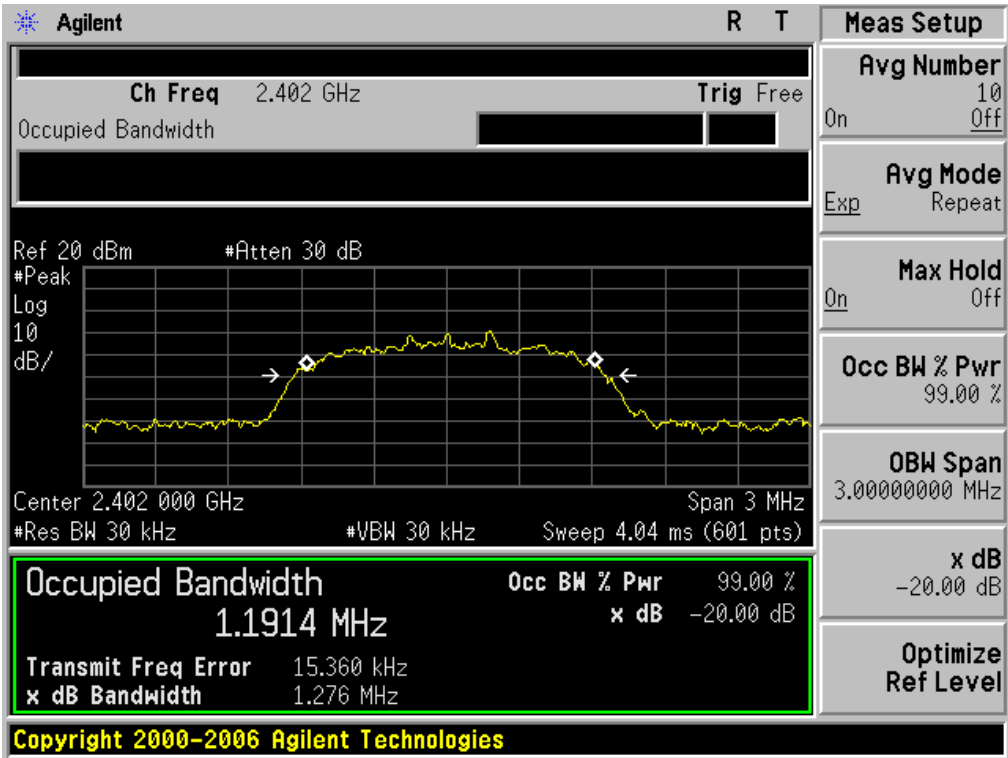 Agilent R T
Ch Freq 2.402 GHz Trig Free
Occupied Bandwidth
Ref 20 dBm #Atten 30 dB
#Peak
Log
10
dB/
Center 2.402 000 GHz Span 3 MHz
#Res BW 30 kHz #VBW 30 kHz Sweep 4.04 ms (601 pts)
Occupied Bandwidth Occ BW % Pwr 99.00 %
1.1914 MHz x dB -20.00 dB
Transmit Freq Error 15.360 kHz
x dB Bandwidth 1.276 MHz
Copyright 2000-2006 Agilent Technologies
Meas Setup
Avg Number
10
On Off
Avg Mode
Exp Repeat
Max Hold
On Off
Occ BW % Pwr
99.00 %
OBW Span
3.00000000 MHz
x dB
-20.00 dB
Optimize
Ref Level